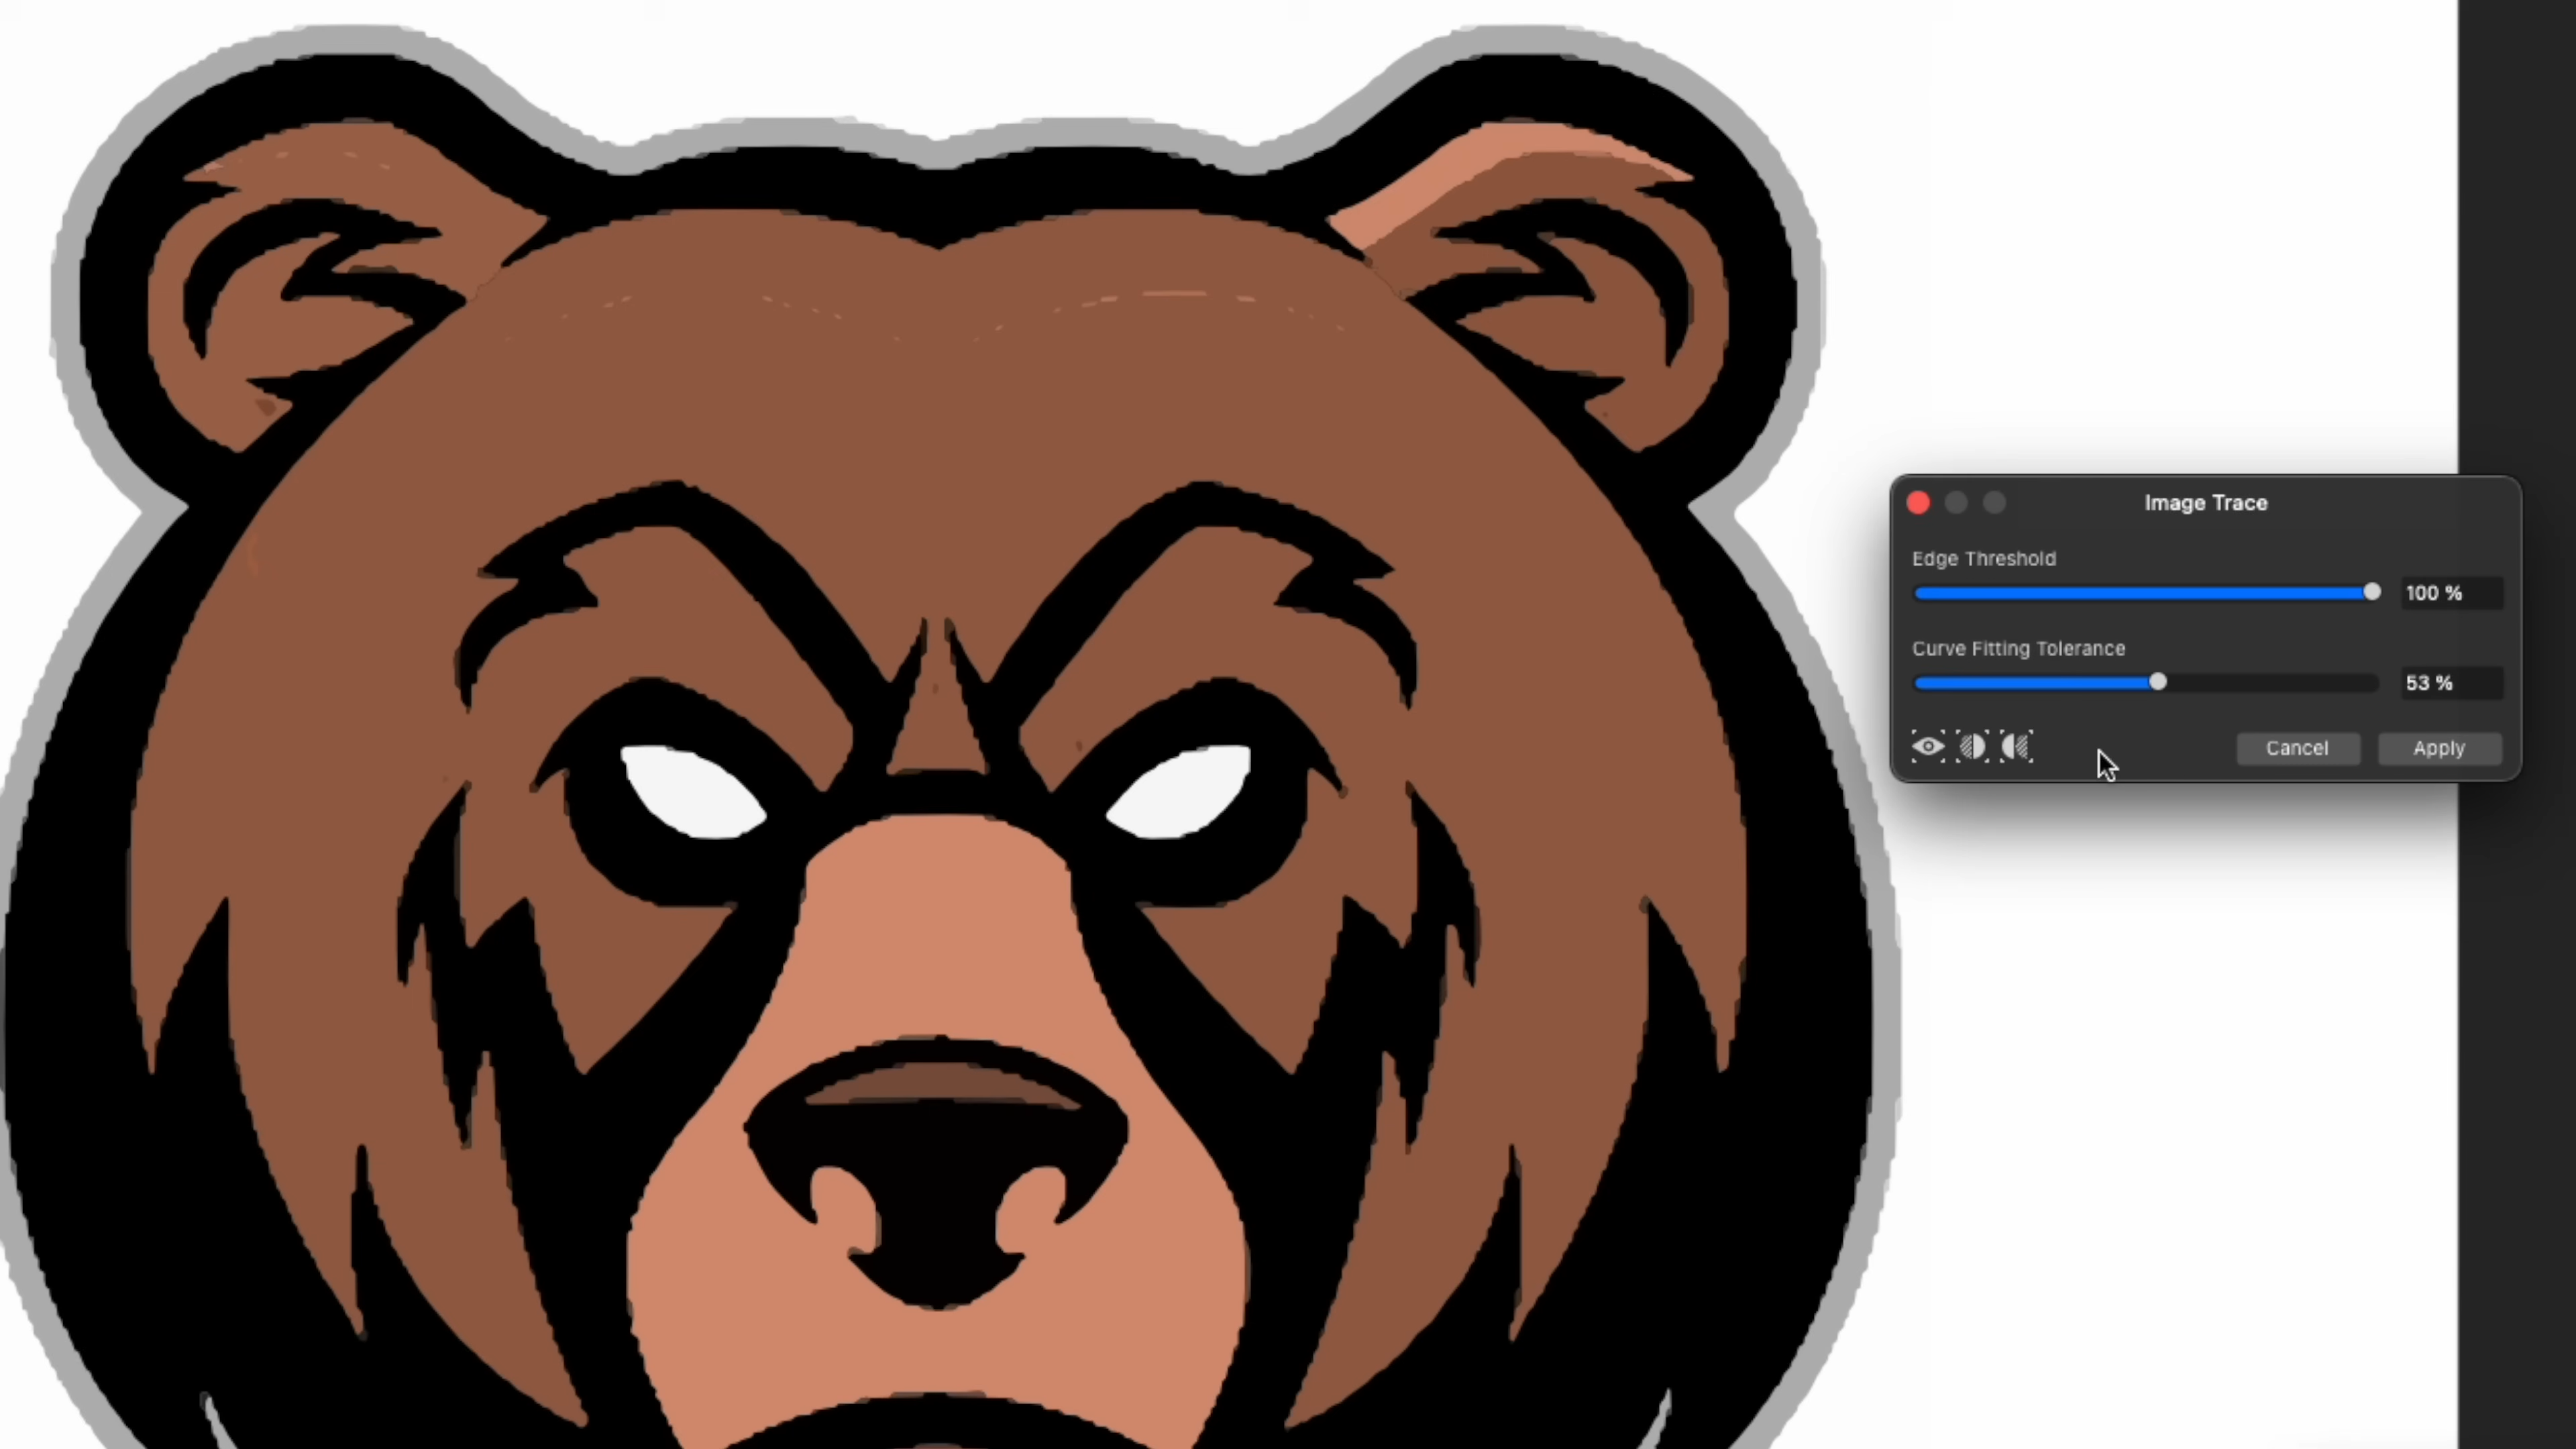 Image Trace
Edge Threshold
100 %
Curve Fitting Tolerance
53 %
Cancel
Apply